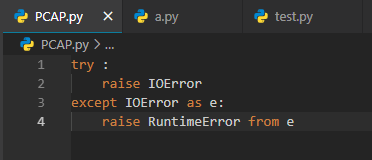 PCAP.py × a.py test.py
PCAP.py > ...
1 try :
2     raise IOError
3 except IOError as e:
4     raise RuntimeError from e